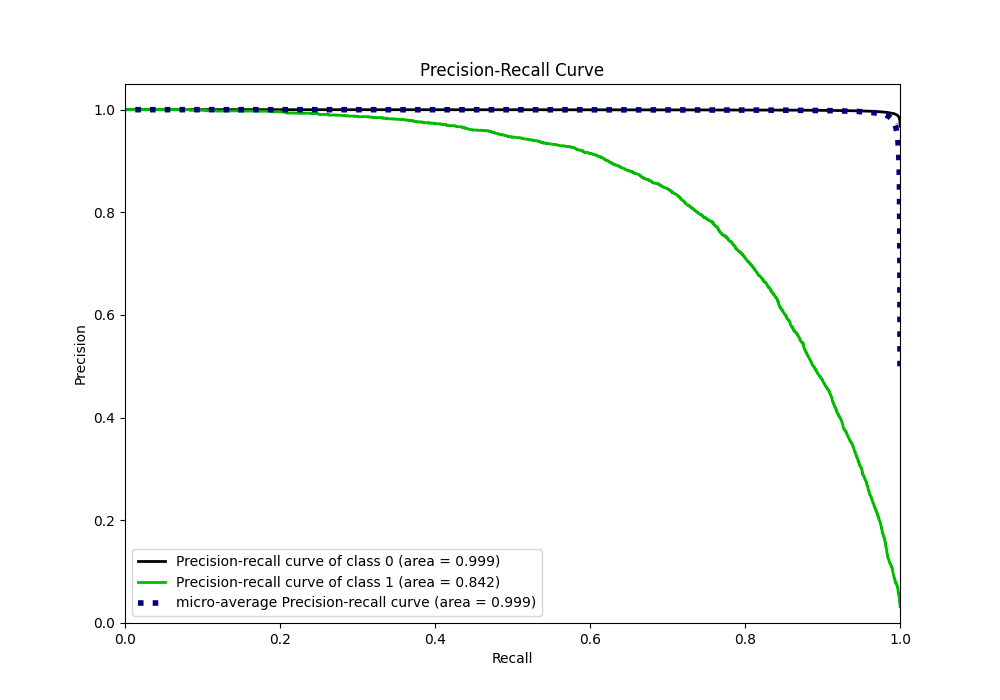 Precision-Recall Curve
1.0
0.8
0.6
0.4
0.2
0.0
Precision
Precision-recall curve of class 0 (area = 0.999)
Precision-recall curve of class 1 (area = 0.842)
micro-average Precision-recall curve (area = 0.999)
0.0 0.2 0.4 0.6 0.8 1.0
Recall